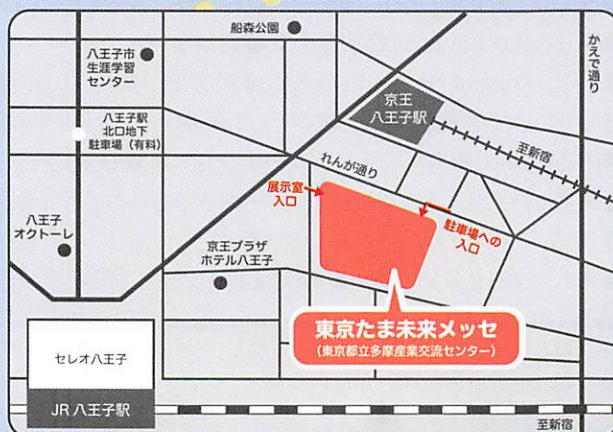 船森公園
かえで通り
八王子市
生涯学習
センター
京王
八王子駅
八王子駅
北口地下
駐車場（有料）
至新宿
れんが通り
展示室
入口
駐車場への
入口
八王子
オクトーレ
京王プラザ
ホテル八王子
東京たま未来メッセ
（東京都立多摩産業交流センター）
セレオ八王子
JR 八王子駅
至新宿